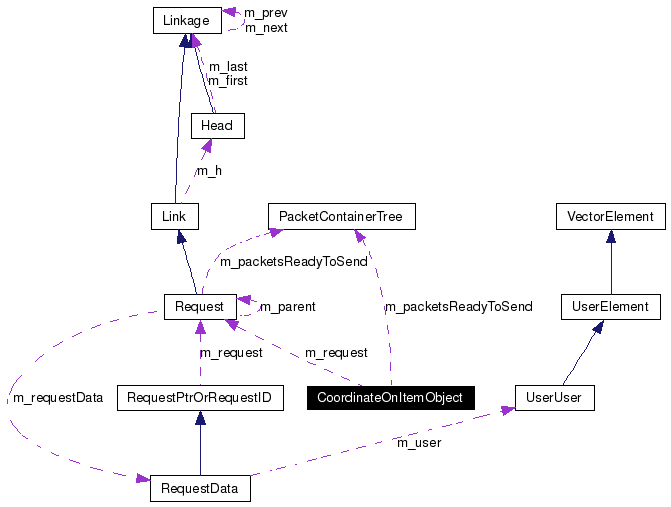 Linkage
m_prev
m_next
m_last
m_first
Head
m_h
Link
PacketContainerTree
VectorElement
m_packetsReadyToSend
Request
m_parent
m_packetsReadyToSend
UserElement
m_request
m_request
m_requestData
RequestPtrOrRequestID
CoordinateOnItemObject
UserUser
m_user
RequestData